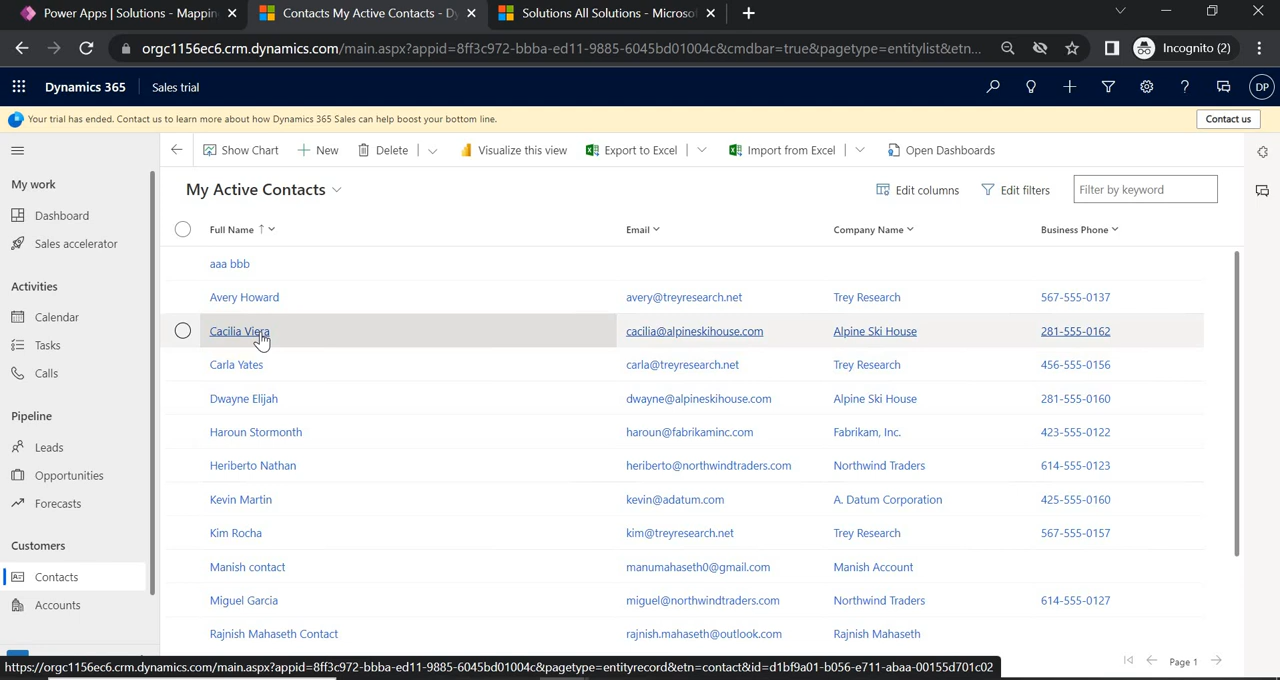 Power Apps | Solutions - Mappin
Contacts My Active Contacts - Dy
Solutions All Solutions - Microsof
orgc1156ec6.crm.dynamics.com/main.aspx?appid=8ff3c972-bbba-ed11-9885-6045bd01004c&cmdbar=true&pagetype=entitylist&etn...
Incognito (2)
Dynamics 365
Sales trial
DP
Your trial has ended. Contact us to learn more about how Dynamics 365 Sales can help boost your bottom line.
Contact us
Show Chart
New
Delete
Visualize this view
Export to Excel
Import from Excel
Open Dashboards
My work
Dashboard
Sales accelerator
Activities
Calendar
Tasks
Calls
Pipeline
Leads
Opportunities
Forecasts
Customers
Contacts
Accounts
My Active Contacts
Edit columns
Edit filters
Filter by keyword
Full Name ↑ Email Company Name Business Phone
aaa bbb
Avery Howard avery@treyresearch.net Trey Research 567-555-0137
Cacilia Viera cacilia@alpineskihouse.com Alpine Ski House 281-555-0162
Carla Yates carla@treyresearch.net Trey Research 456-555-0156
Dwayne Elijah dwayne@alpineskihouse.com Alpine Ski House 281-555-0160
Haroun Stormonth haroun@fabrikaminc.com Fabrikam, Inc. 423-555-0122
Heriberto Nathan heriberto@northwindtraders.com Northwind Traders 614-555-0123
Kevin Martin kevin@adatum.com A. Datum Corporation 425-555-0160
Kim Rocha kim@treyresearch.net Trey Research 567-555-0157
Manish contact manumahaseth0@gmail.com Manish Account
Miguel Garcia miguel@northwindtraders.com Northwind Traders 614-555-0127
Rajnish Mahaseth Contact rajnish.mahaseth@outlook.com Rajnish Mahaseth
Page 1
https://orgc1156ec6.crm.dynamics.com/main.aspx?appid=8ff3c972-bbba-ed11-9885-6045bd01004c&pagetype=entityrecord&etn=contact&id=d1bf9a01-b056-e711-abaa-00155d701c02